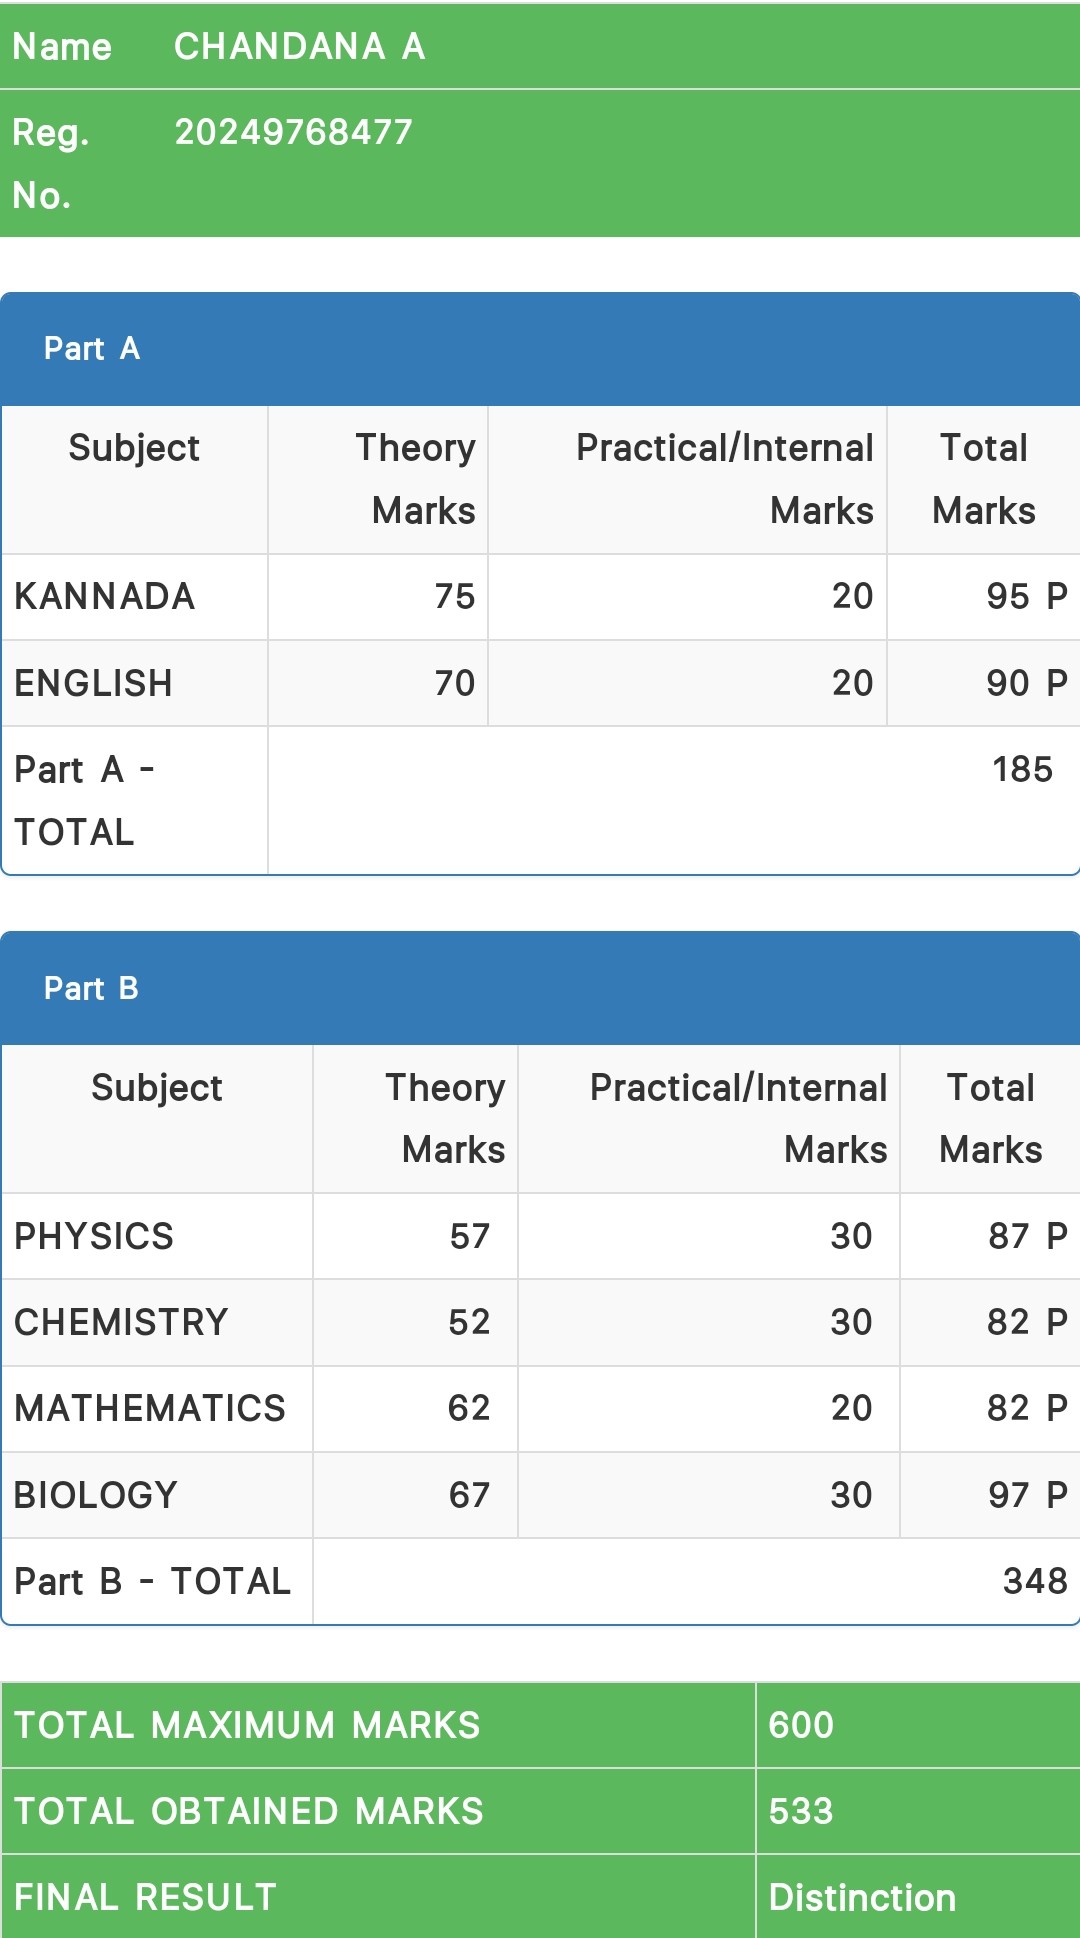 Name CHANDANA A
Reg. 20249768477
No.
Part A
Subject Theory Practical/Internal Total
Marks Marks Marks
KANNADA 75 20 95 P
ENGLISH 70 20 90 P
Part A - 185
TOTAL
Part B
Subject Theory Practical/Internal Total
Marks Marks Marks
PHYSICS 57 30 87 P
CHEMISTRY 52 30 82 P
MATHEMATICS 62 20 82 P
BIOLOGY 67 30 97 P
Part B - TOTAL 348
TOTAL MAXIMUM MARKS 600
TOTAL OBTAINED MARKS 533
FINAL RESULT Distinction